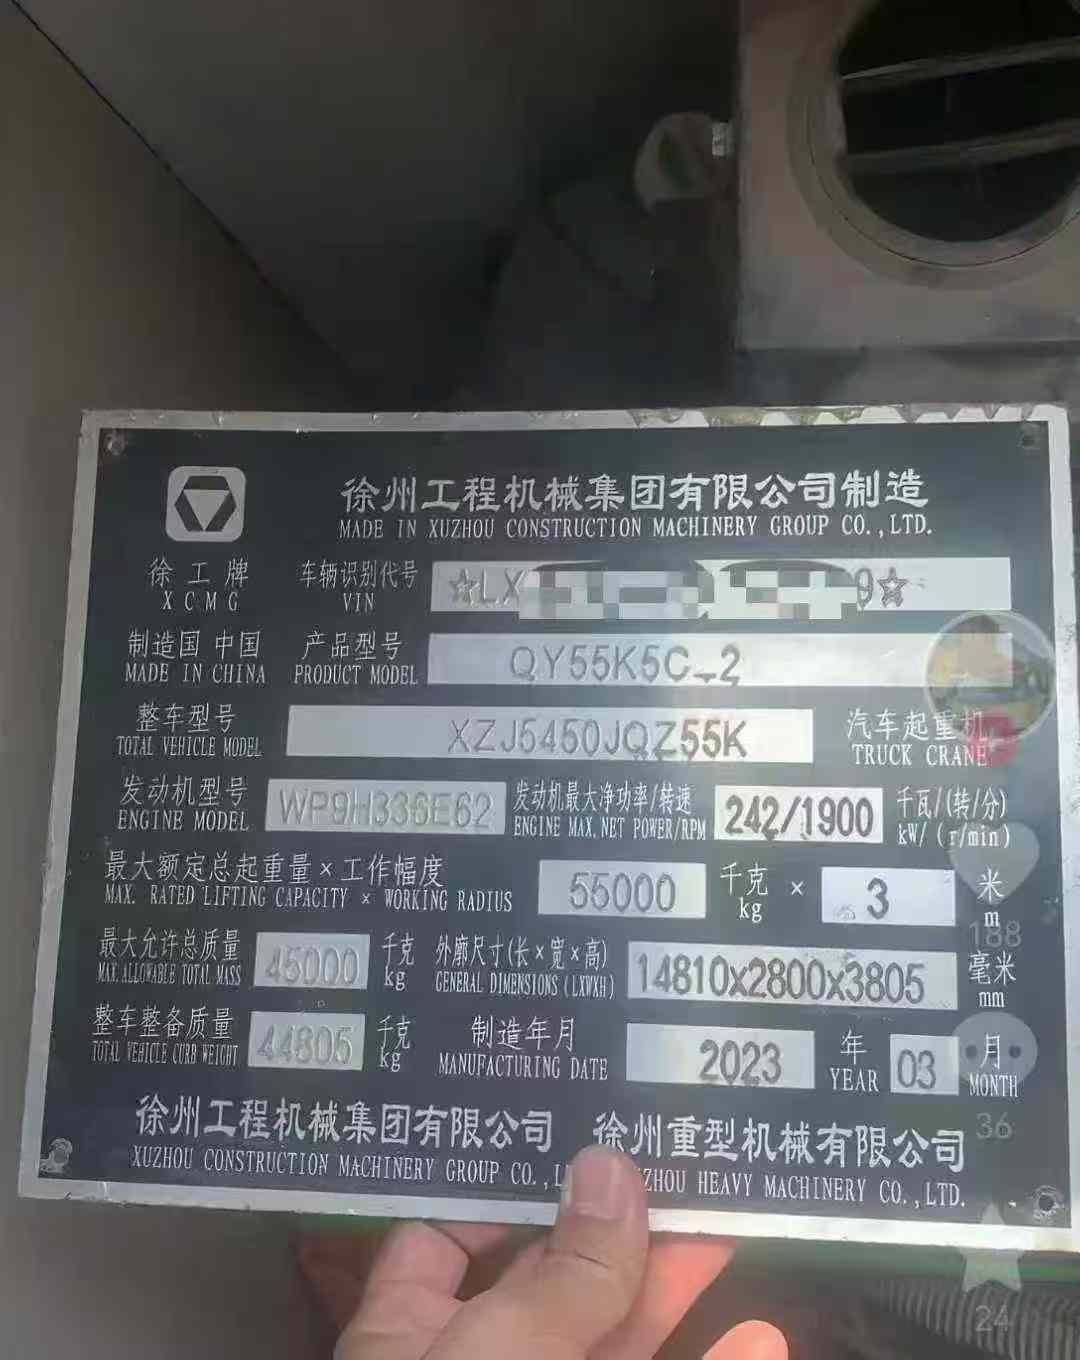 徐州工程机械集团有限公司制造
MADE IN XUZHOU CONSTRUCTION MACHINERY GROUP CO.,LTD.
徐工牌 车辆识别代号 ☆LX 9☆
XCMG VIN
制造国 中国 产品型号 QY55K5C_2
MADE IN CHINA PRODUCT MODEL
整车型号 XZJ5450JQZ55K 汽车起重机
TOTAL VEHICLE MODEL TRUCK CRANE
发动机型号 WP9H336E62 发动机最大净功率/转速 242/1900 千瓦/(转/分)
ENGINE MODEL ENGINE MAX.NET POWER/RPM kW/(r/min)
最大额定总起重量×工作幅度 55000 千克 × 3 米
MAX. RATED LIFTING CAPACITY × WORKING RADIUS kg m
188
最大允许总质量 45000 千克 外廓尺寸(长×宽×高) 14810x2800x3805 毫米
MAX.ALLOWABLE TOTAL MASS kg GENERAL DIMENSIONS (LXWXH) mm
整车整备质量 44805 千克 制造年月 2023 年 03 月
TOTAL VEHICLE CURB WEIGHT kg MANUFACTURING DATE YEAR MONTH
36
徐州工程机械集团有限公司 徐州重型机械有限公司
XUZHOU CONSTRUCTION MACHINERY GROUP CO.,L ZHOU HEAVY MACHINERY CO.,LTD.
24